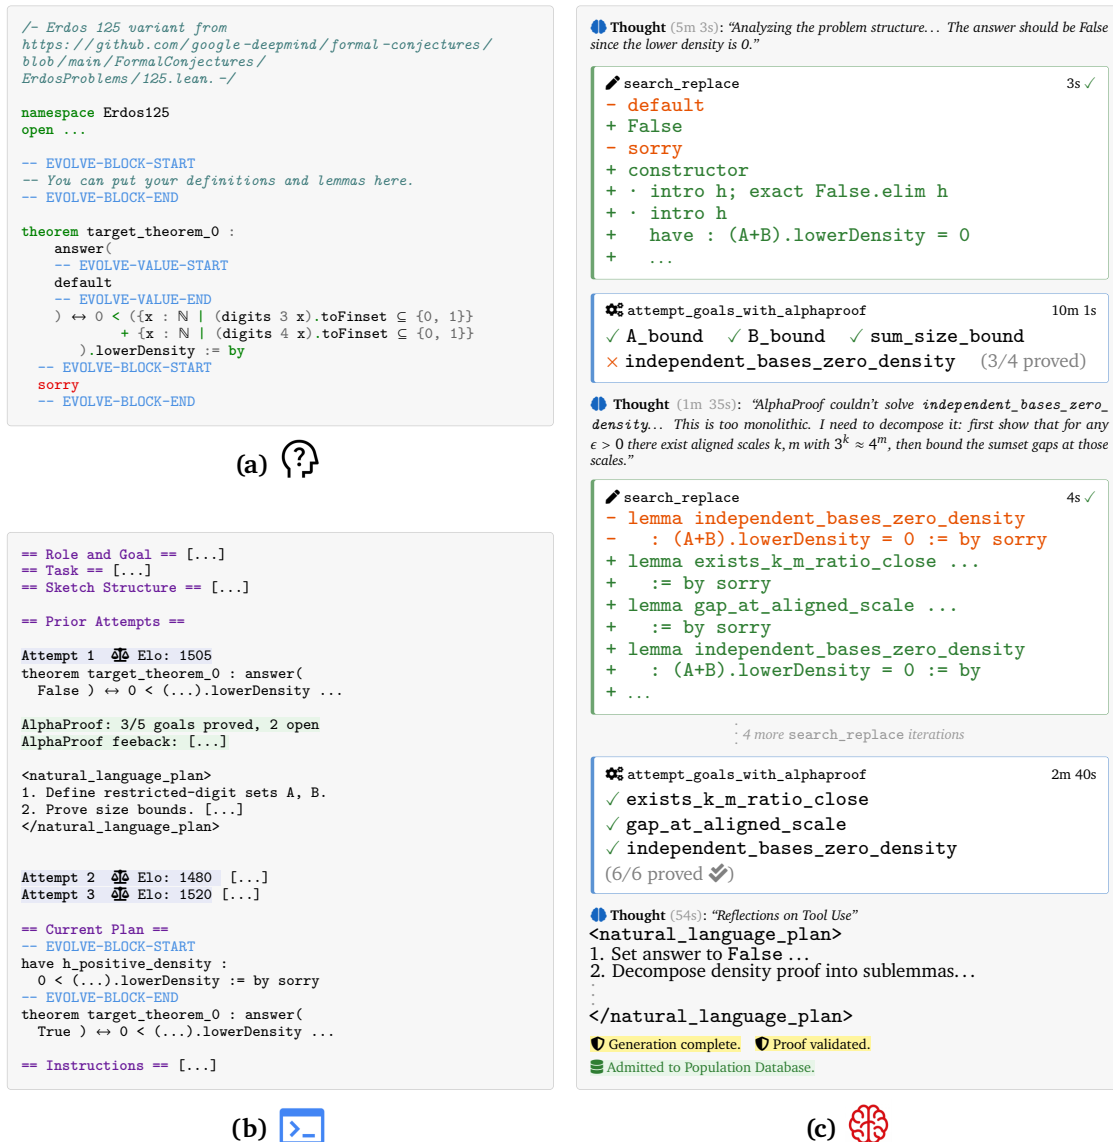 /- Erdos 125 variant from
https://github.com/google-deepmind/formal-conjectures/
blob/main/FormalConjectures/
ErdosProblems/125.lean. -/
namespace Erdos125
open ...
-- EVOLVE-BLOCK-START
-- You can put your definitions and lemmas here.
-- EVOLVE-BLOCK-END
theorem target_theorem_0 :
answer(
-- EVOLVE-VALUE-START
default
-- EVOLVE-VALUE-END
) ↔ 0 < ({x : ℕ | (digits 3 x).toFinset ⊆ {0, 1}}
+ {x : ℕ | (digits 4 x).toFinset ⊆ {0, 1}}
).lowerDensity := by
-- EVOLVE-BLOCK-START
sorry
-- EVOLVE-BLOCK-END
(a)
== Role and Goal == [...]
== Task == [...]
== Sketch Structure == [...]
== Prior Attempts ==
Attempt 1 Elo: 1505
theorem target_theorem_0 : answer(
False ) ↔ 0 < (...).lowerDensity ...
AlphaProof: 3/5 goals proved, 2 open
AlphaProof feeback: [...]
<natural_language_plan>
1. Define restricted-digit sets A, B.
2. Prove size bounds. [...]
</natural_language_plan>
Attempt 2 Elo: 1480 [...]
Attempt 3 Elo: 1520 [...]
== Current Plan ==
-- EVOLVE-BLOCK-START
have h_positive_density :
0 < (...).lowerDensity := by sorry
-- EVOLVE-BLOCK-END
theorem target_theorem_0 : answer(
True ) ↔ 0 < (...).lowerDensity ...
== Instructions == [...]
(b)
Thought (5m 3s): "Analyzing the problem structure... The answer should be False
since the lower density is 0."
search_replace 3s ✓
- default
+ False
- sorry
+ constructor
+ · intro h; exact False.elim h
+ · intro h
+ have : (A+B).lowerDensity = 0
+ ...
attempt_goals_with_alphaproof 10m 1s
✓ A_bound ✓ B_bound ✓ sum_size_bound
× independent_bases_zero_density (3/4 proved)
Thought (1m 35s): "AlphaProof couldn't solve independent_bases_zero_
density... This is too monolithic. I need to decompose it: first show that for any
ϵ > 0 there exist aligned scales k, m with 3^k ≈ 4^m, then bound the sumset gaps at those
scales."
search_replace 4s ✓
- lemma independent_bases_zero_density
- : (A+B).lowerDensity = 0 := by sorry
+ lemma exists_k_m_ratio_close ...
+ := by sorry
+ lemma gap_at_aligned_scale ...
+ := by sorry
+ lemma independent_bases_zero_density
+ : (A+B).lowerDensity = 0 := by
+ ...
4 more search_replace iterations
attempt_goals_with_alphaproof 2m 40s
✓ exists_k_m_ratio_close
✓ gap_at_aligned_scale
✓ independent_bases_zero_density
(6/6 proved)
Thought (54s): "Reflections on Tool Use"
<natural_language_plan>
1. Set answer to False ...
2. Decompose density proof into sublemmas...
</natural_language_plan>
Generation complete. Proof validated.
Admitted to Population Database.
(c)